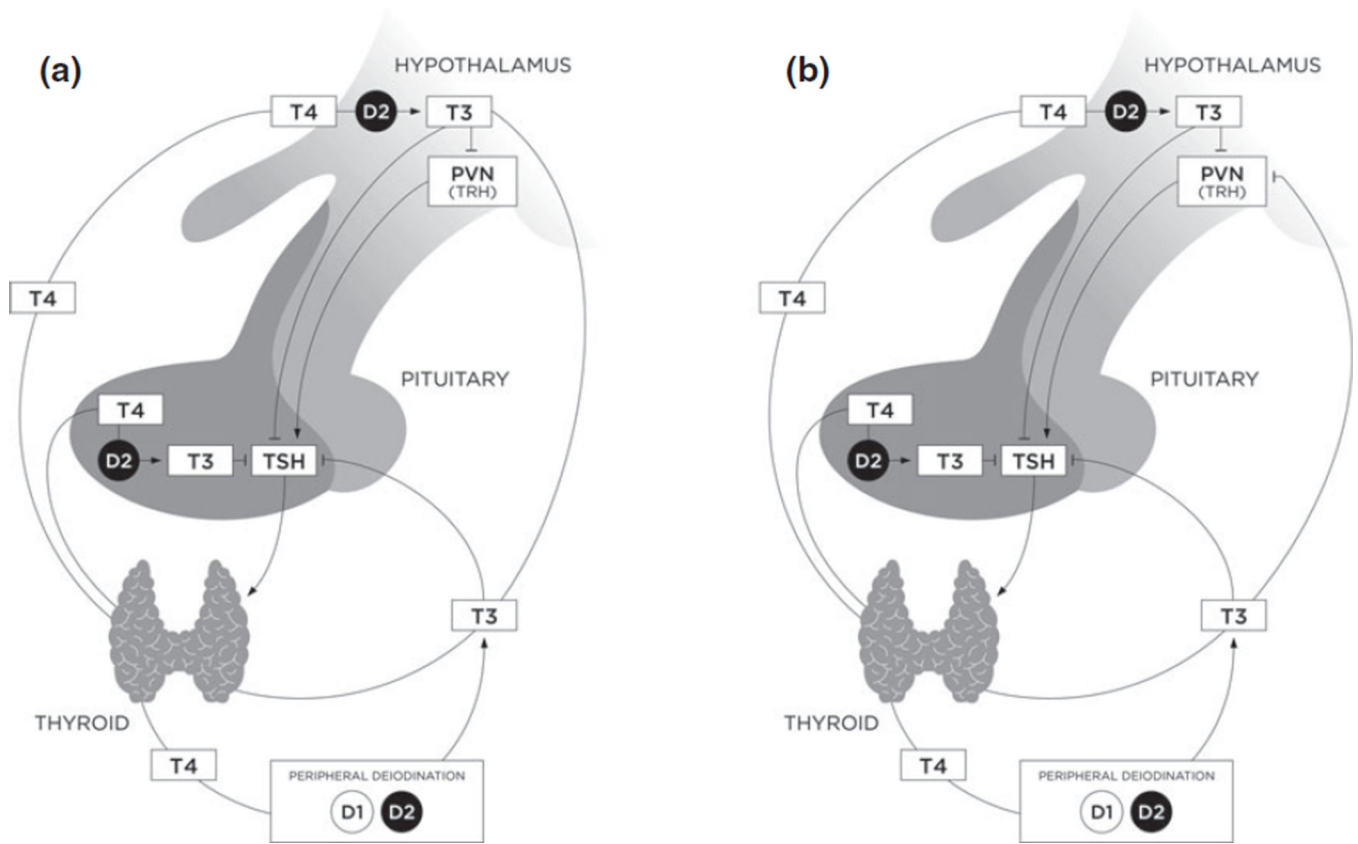 (a)
HYPOTHALAMUS
T4
D2
T3
PVN
(TRH)
T4
PITUITARY
T4
D2
T3
TSH
T3
THYROID
T4
PERIPHERAL DEIODINATION
D1
D2
(b)
HYPOTHALAMUS
T4
D2
T3
PVN
(TRH)
T4
PITUITARY
T4
D2
T3
TSH
T3
THYROID
T4
PERIPHERAL DEIODINATION
D1
D2